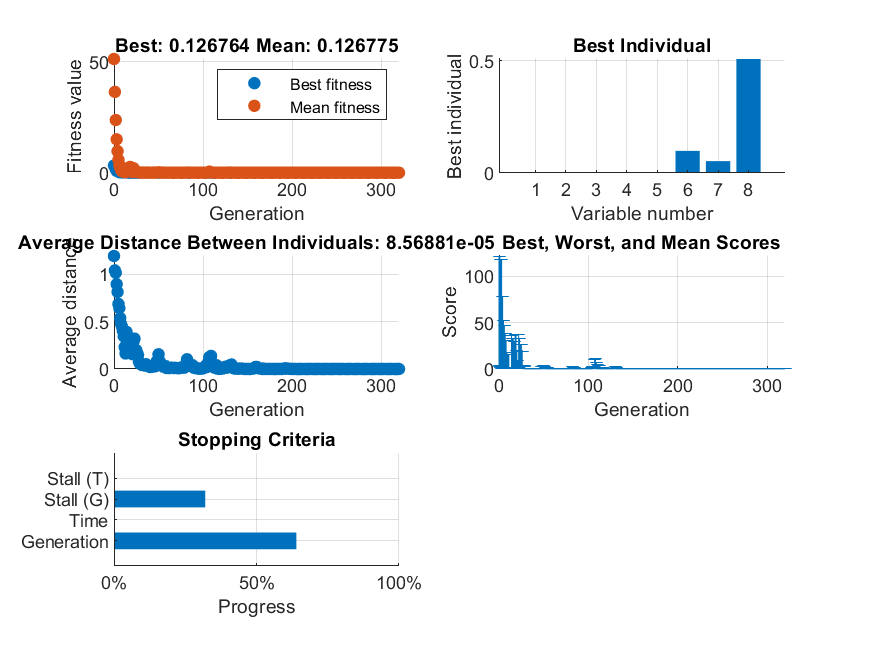 Best: 0.126764 Mean: 0.126775
Fitness value
50
0
Best fitness
Mean fitness
0 100 200 300
Generation
Best Individual
Best individual
0.5
0
1 2 3 4 5 6 7 8
Variable number
Average Distance Between Individuals: 8.56881e-05
Average distance
1
0.5
0
0 100 200 300
Generation
Best, Worst, and Mean Scores
Score
100
50
0
0 100 200 300
Generation
Stopping Criteria
Stall (T)
Stall (G)
Time
Generation
0% 50% 100%
Progress